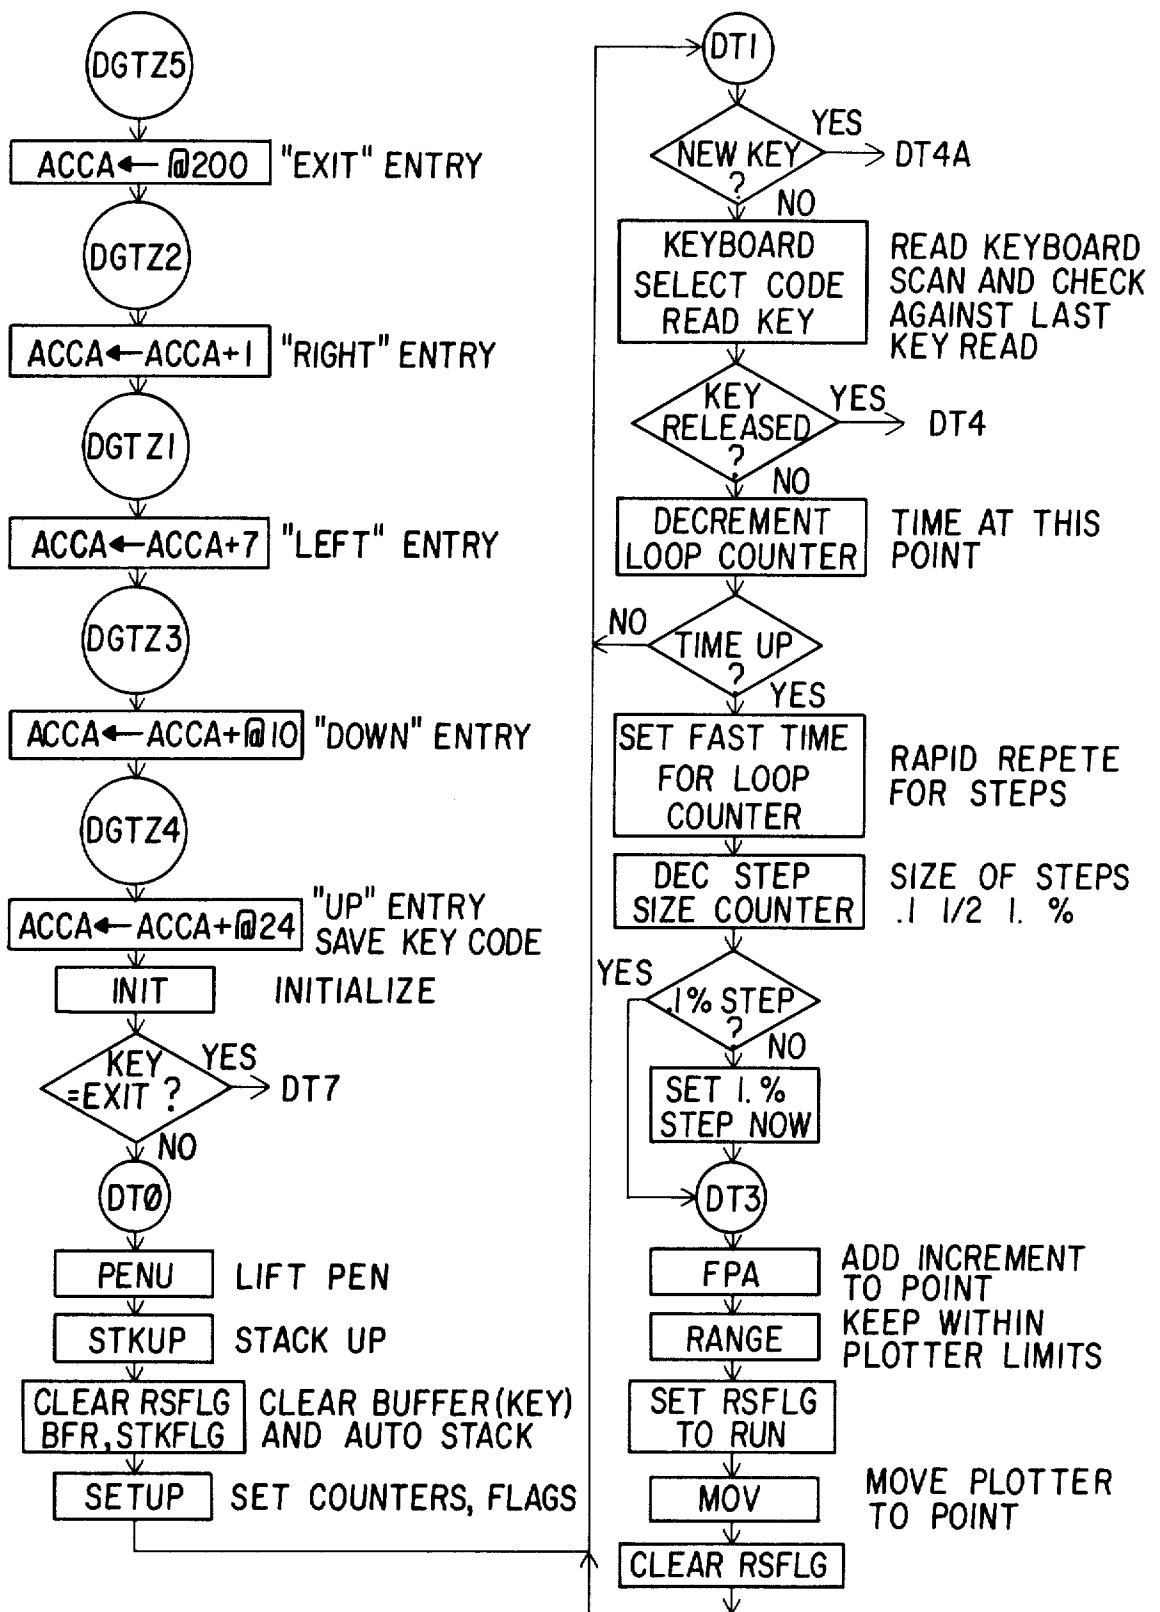 DGTZ5
ACCA← @200 "EXIT" ENTRY
DGTZ2
ACCA←ACCA+1 "RIGHT" ENTRY
DGTZ1
ACCA←ACCA+7 "LEFT" ENTRY
DGTZ3
ACCA← ACCA+@10 "DOWN" ENTRY
DGTZ4
ACCA← ACCA+@24
"UP" ENTRY
SAVE KEY CODE
INIT INITIALIZE
KEY
=EXIT ?
YES
DT7
NO
DTØ
PENU LIFT PEN
STKUP STACK UP
CLEAR RSFLG
BFR,STKFLG
CLEAR BUFFER(KEY)
AND AUTO STACK
SETUP SET COUNTERS, FLAGS
DT1
NEW KEY
?
YES
DT4A
NO
KEYBOARD
SELECT CODE
READ KEY
READ KEYBOARD
SCAN AND CHECK
AGAINST LAST
KEY READ
KEY
RELEASED
?
YES
DT4
NO
DECREMENT
LOOP COUNTER
TIME AT THIS
POINT
NO
TIME UP
?
YES
SET FAST TIME
FOR LOOP
COUNTER
RAPID REPETE
FOR STEPS
DEC STEP
SIZE COUNTER
SIZE OF STEPS
.1 1/2 1. %
YES
.1% STEP
?
NO
SET 1. %
STEP NOW
DT3
FPA
ADD INCREMENT
TO POINT
RANGE
KEEP WITHIN
PLOTTER LIMITS
SET RSFLG
TO RUN
MOV
MOVE PLOTTER
TO POINT
CLEAR RSFLG